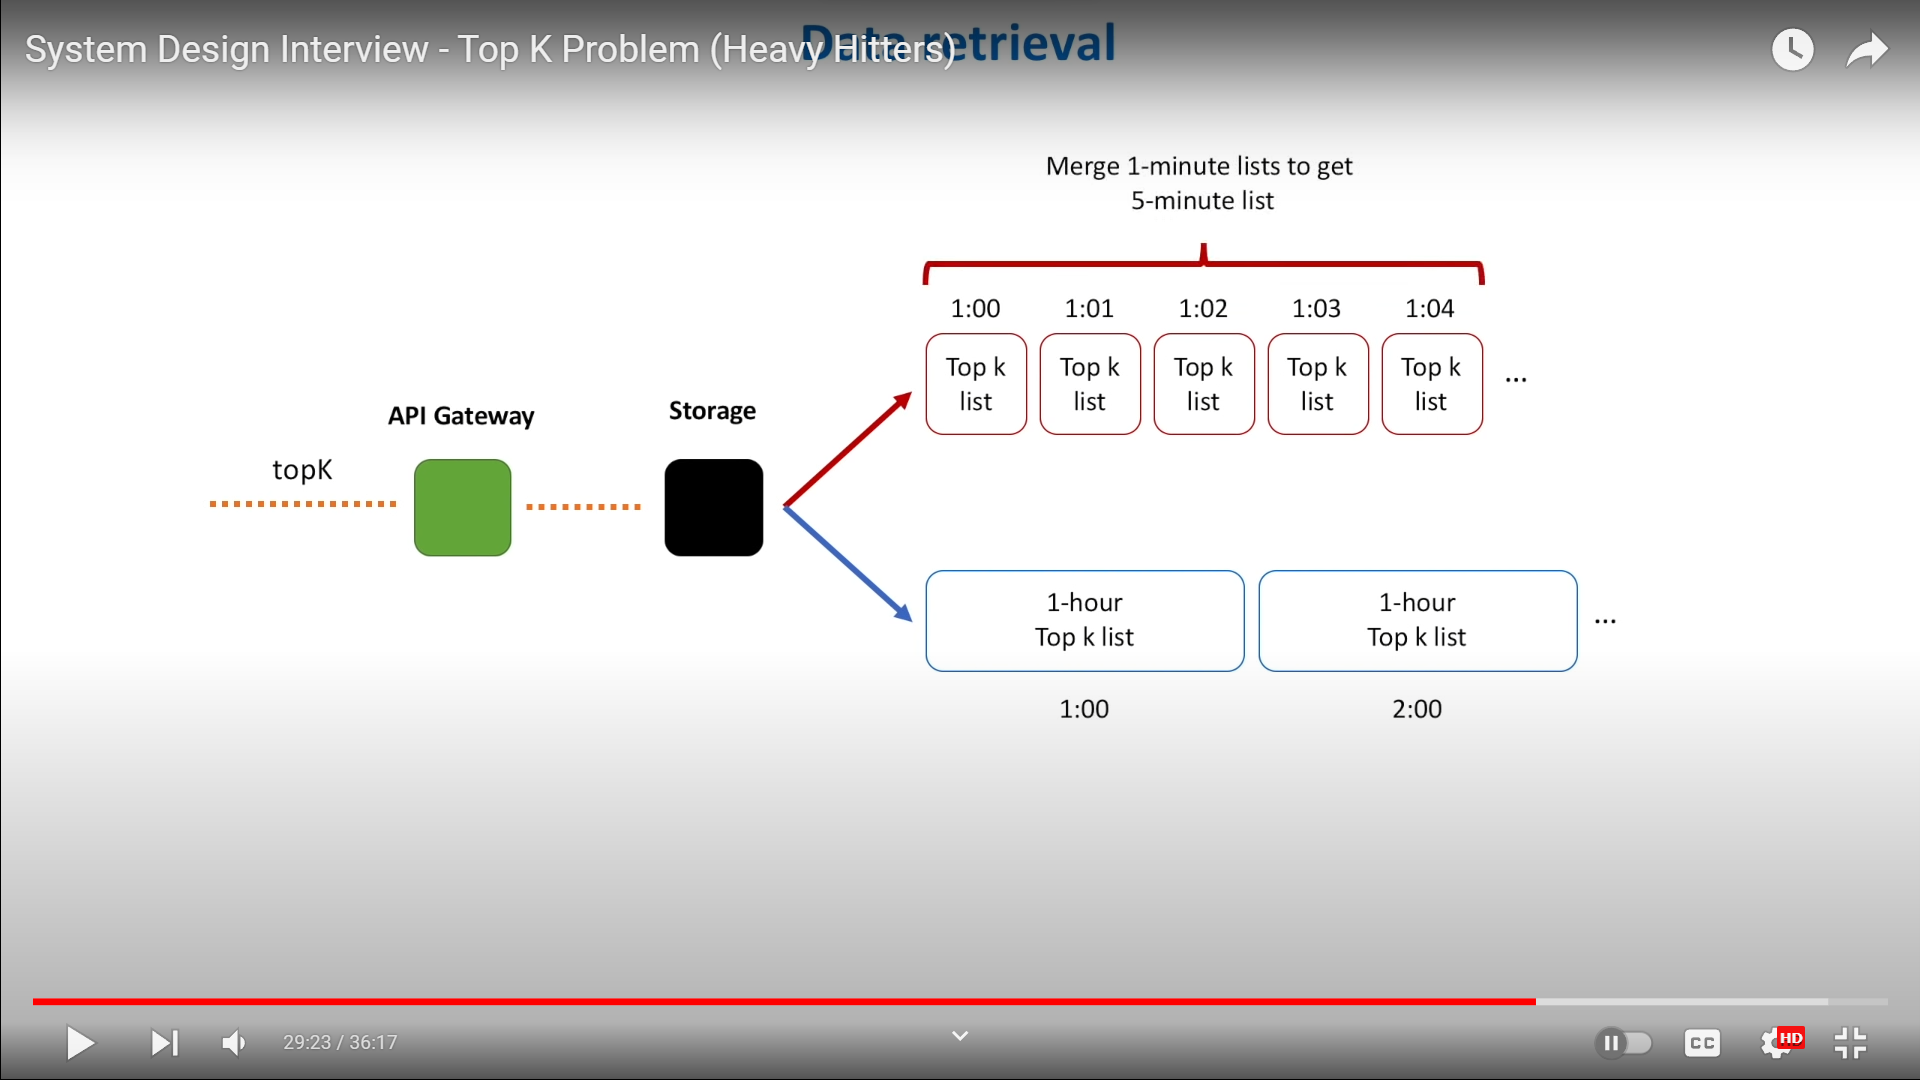 System Design Interview - Top K Problem (Heavy Hitters)
Data retrieval
Merge 1-minute lists to get
5-minute list
1:00 1:01 1:02 1:03 1:04
Top k Top k Top k Top k Top k
list list list list list
...
API Gateway
Storage
topK
1-hour 1-hour
Top k list Top k list
...
1:00 2:00
29:23 / 36:17
CC
HD